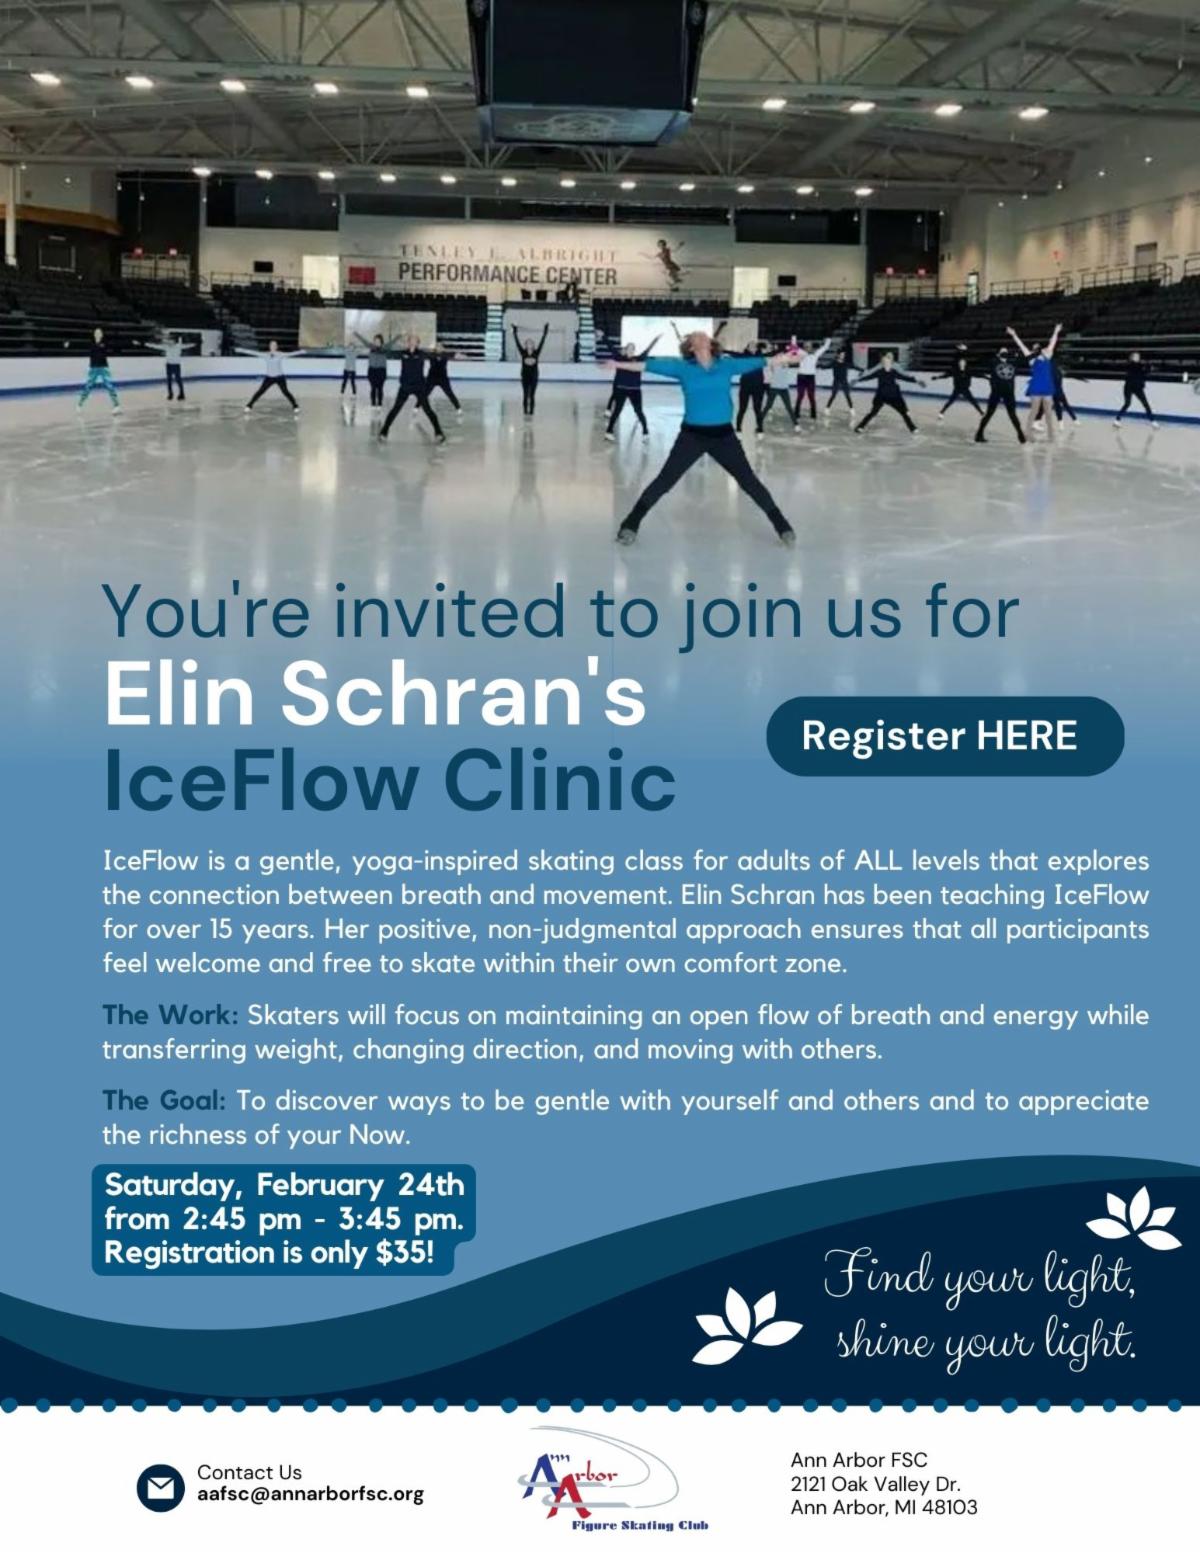 TENLEY E. ALBRIGHT
PERFORMANCE CENTER
You're invited to join us for
Elin Schran's
IceFlow Clinic
Register HERE
IceFlow is a gentle, yoga-inspired skating class for adults of ALL levels that explores
the connection between breath and movement. Elin Schran has been teaching IceFlow
for over 15 years. Her positive, non-judgmental approach ensures that all participants
feel welcome and free to skate within their own comfort zone.
The Work: Skaters will focus on maintaining an open flow of breath and energy while
transferring weight, changing direction, and moving with others.
The Goal: To discover ways to be gentle with yourself and others and to appreciate
the richness of your Now.
Saturday, February 24th
from 2:45 pm - 3:45 pm.
Registration is only $35!
Find your light,
shine your light.
Contact Us
aafsc@annarborfsc.org
Ann
Arbor
Figure Skating Club
Ann Arbor FSC
2121 Oak Valley Dr.
Ann Arbor, MI 48103